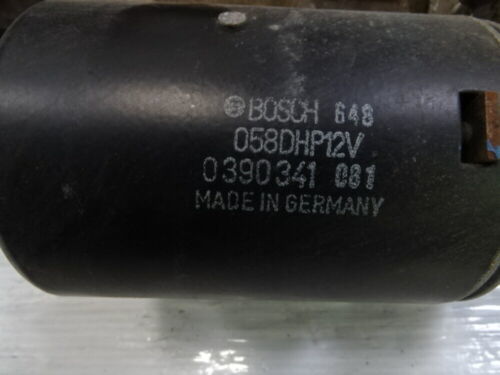 BOSCH 648
058DHP12V
0390341 081
MADE IN GERMANY